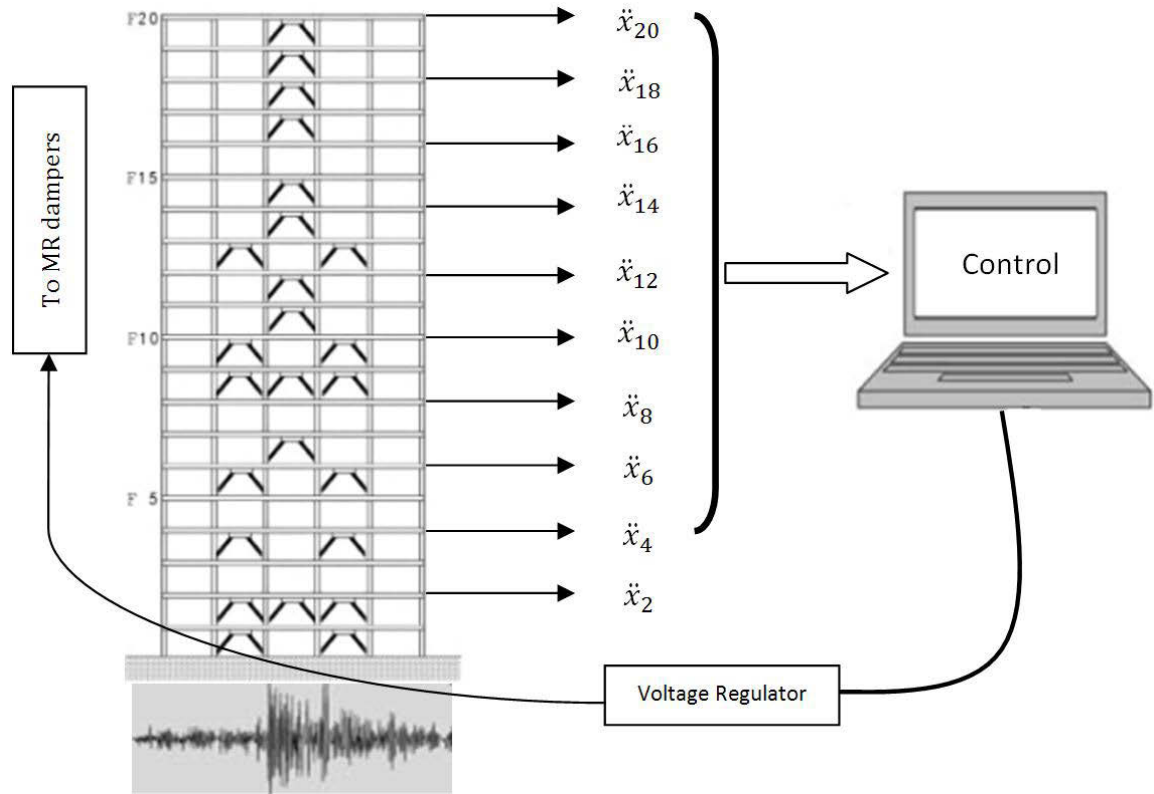 F20
F15
F10
F 5
To MR dampers
ẍ₂₀
ẍ₁₈
ẍ₁₆
ẍ₁₄
ẍ₁₂
ẍ₁₀
ẍ₈
ẍ₆
ẍ₄
ẍ₂
Control
Voltage Regulator